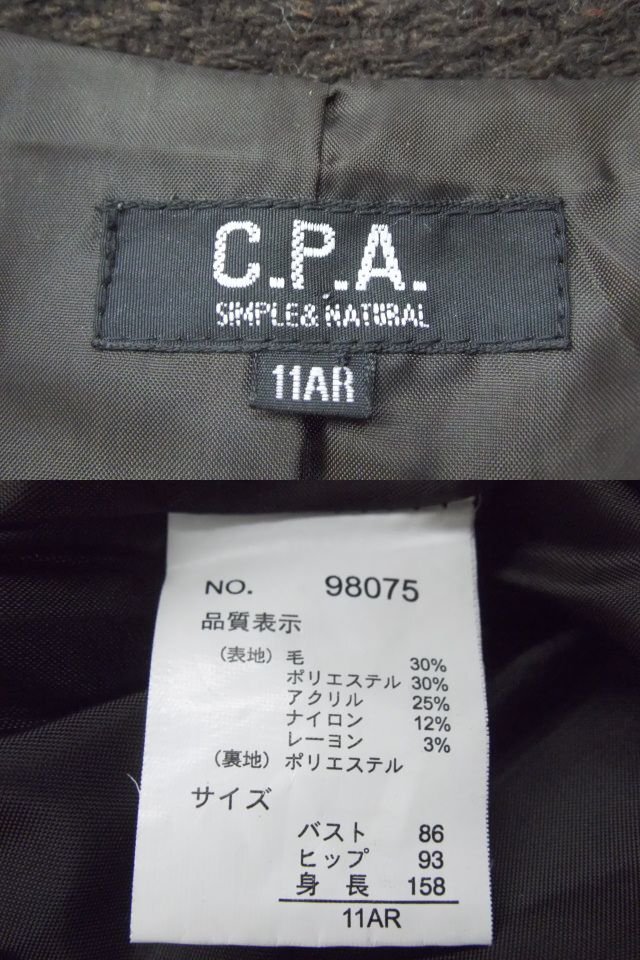 C.P.A.
SIMPLE & NATURAL
11AR
NO. 98075
品質表示
(表地) 毛 30%
ポリエステル 30%
アクリル 25%
ナイロン 12%
レーヨン 3%
(裏地) ポリエステル
サイズ
バスト 86
ヒップ 93
身長 158
11AR